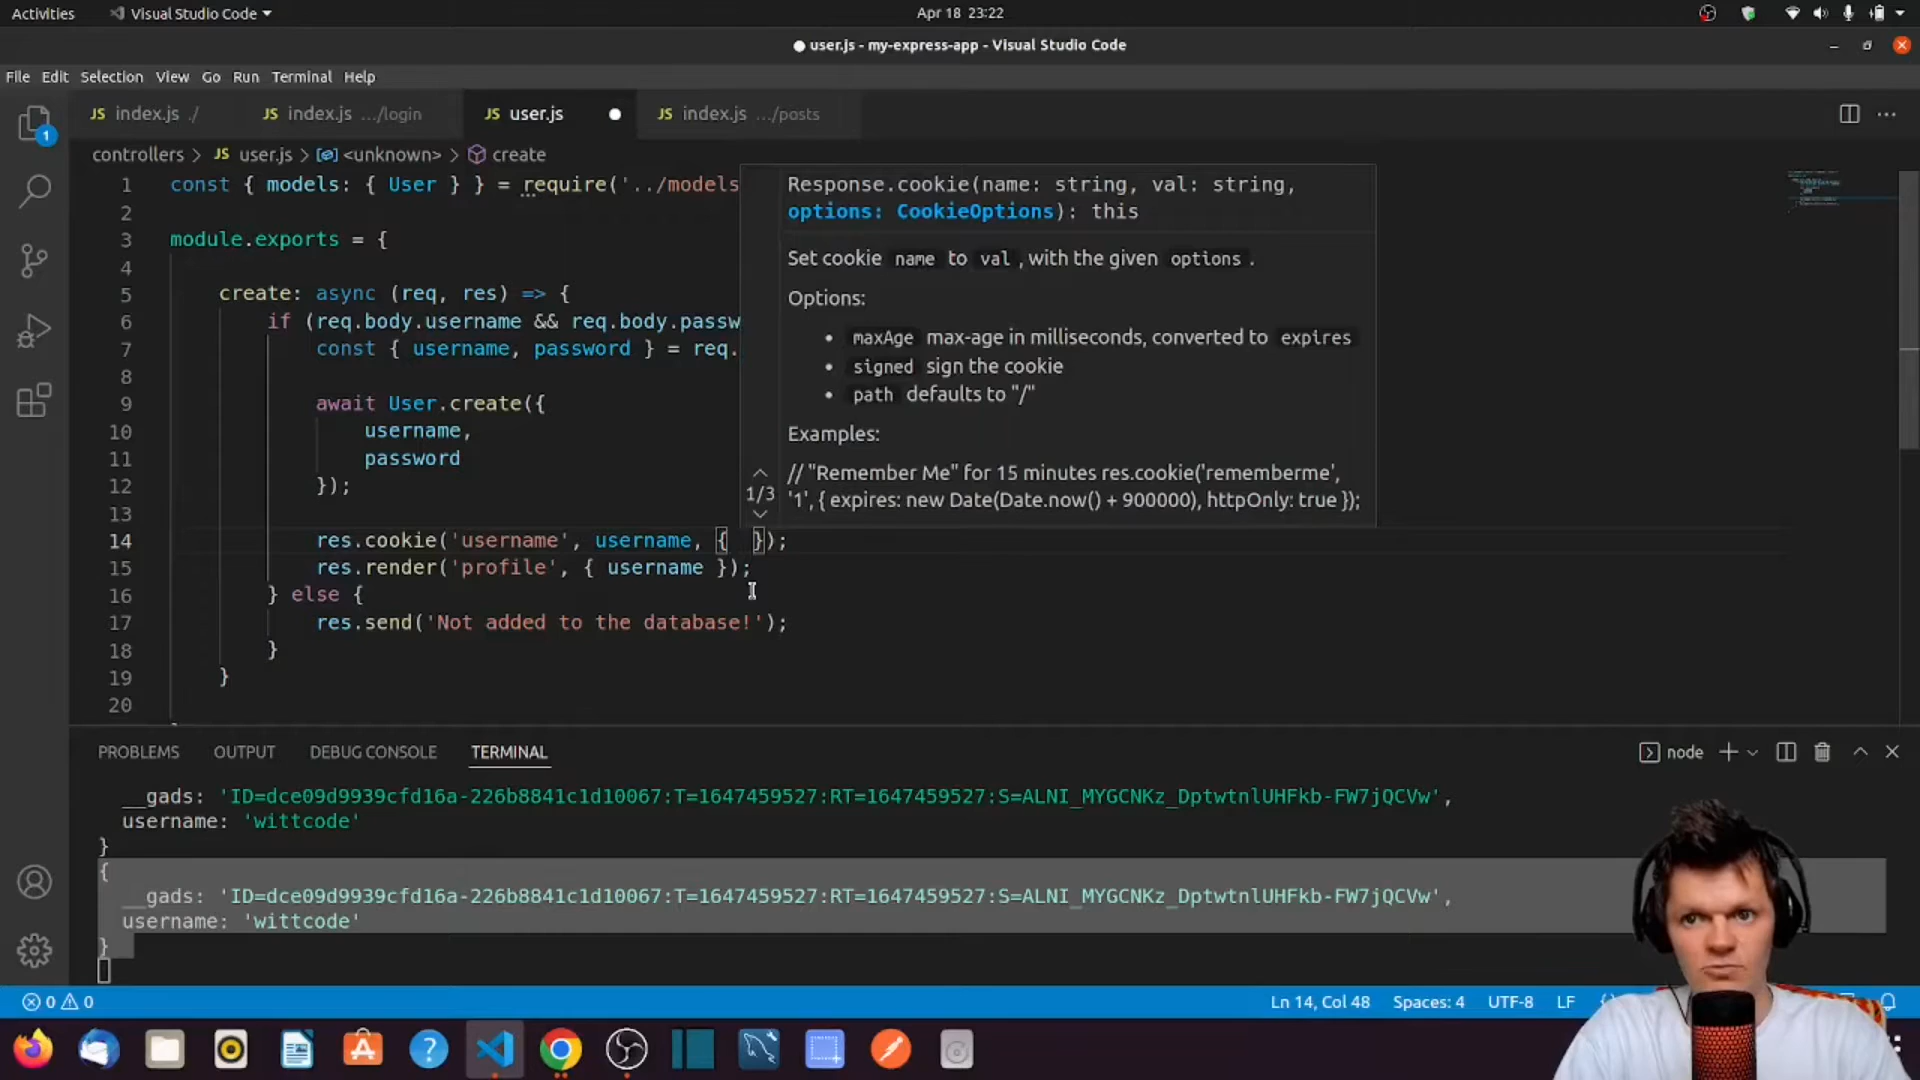 Activities
Visual Studio Code
Apr 18 23:22
user.js - my-express-app - Visual Studio Code
File Edit Selection View Go Run Terminal Help
JS index.js ./
JS index.js .../login
JS user.js
JS index.js .../posts
controllers > JS user.js > <unknown> > create
1 const { models: { User } } = require('../models
2
3 module.exports = {
4
5 create: async (req, res) => {
6 if (req.body.username && req.body.passw
7 const { username, password } = req.
8
9 await User.create({
10 username,
11 password
12 });
13
14 res.cookie('username', username, {  });
15 res.render('profile', { username });
16 } else {
17 res.send('Not added to the database!');
18 }
19 }
20
Response.cookie(name: string, val: string,
options: CookieOptions): this
Set cookie name to val , with the given options .
Options:
• maxAge max-age in milliseconds, converted to expires
• signed sign the cookie
• path defaults to "/"
Examples:
// "Remember Me" for 15 minutes res.cookie('rememberme',
'1', { expires: new Date(Date.now() + 900000), httpOnly: true });
1/3
1
PROBLEMS OUTPUT DEBUG CONSOLE TERMINAL
node
__gads: 'ID=dce09d9939cfd16a-226b8841c1d10067:T=1647459527:RT=1647459527:S=ALNI_MYGCNKz_DptwtnlUHFkb-FW7jQCVw',
username: 'wittcode'
}
{
__gads: 'ID=dce09d9939cfd16a-226b8841c1d10067:T=1647459527:RT=1647459527:S=ALNI_MYGCNKz_DptwtnlUHFkb-FW7jQCVw',
username: 'wittcode'
}
0 0
Ln 14, Col 48 Spaces: 4 UTF-8 LF